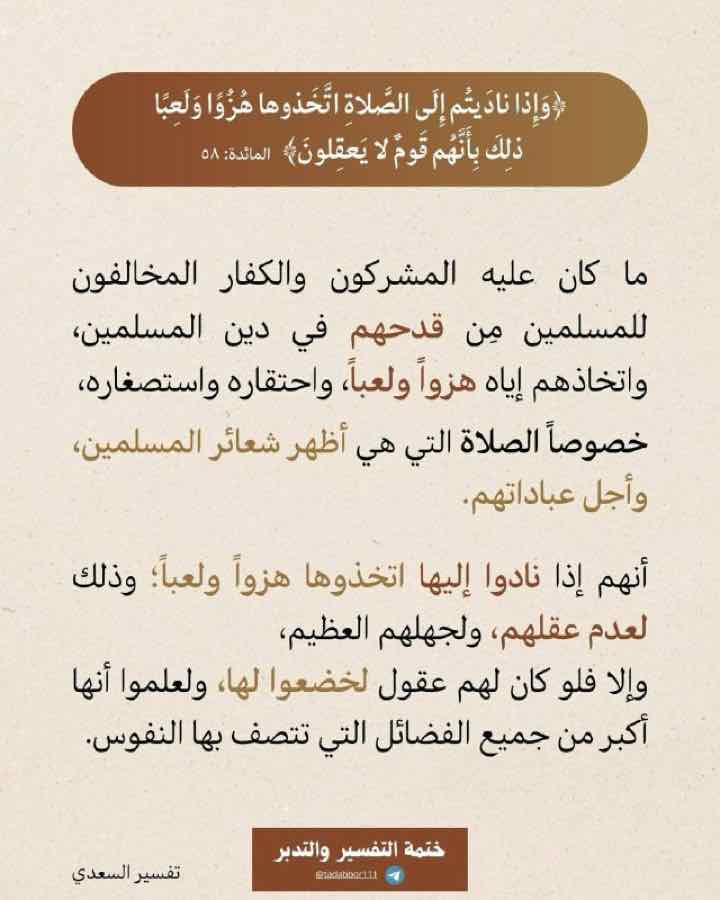 ﴿وَإِذا نادَيتُم إِلَى الصَّلاةِ اتَّخَذوها هُزُوًا وَلَعِبًا
ذلِكَ بِأَنَّهُم قَومٌ لا يَعقِلونَ﴾ المائدة: ٥٨
ما كان عليه المشركون والكفار المخالفون
للمسلمين مِن قدحهم في دين المسلمين،
واتخاذهم إياه هزواً ولعباً، واحتقاره واستصغاره،
خصوصاً الصلاة التي هي أظهر شعائر المسلمين،
وأجل عباداتهم.
أنهم إذا نادوا إليها اتخذوها هزواً ولعباً؛ وذلك
لعدم عقلهم، ولجهلهم العظيم،
وإلا فلو كان لهم عقول لخضعوا لها، ولعلموا أنها
أكبر من جميع الفضائل التي تتصف بها النفوس.
ختمة التفسير والتدبر
@tadabbor111
تفسير السعدي